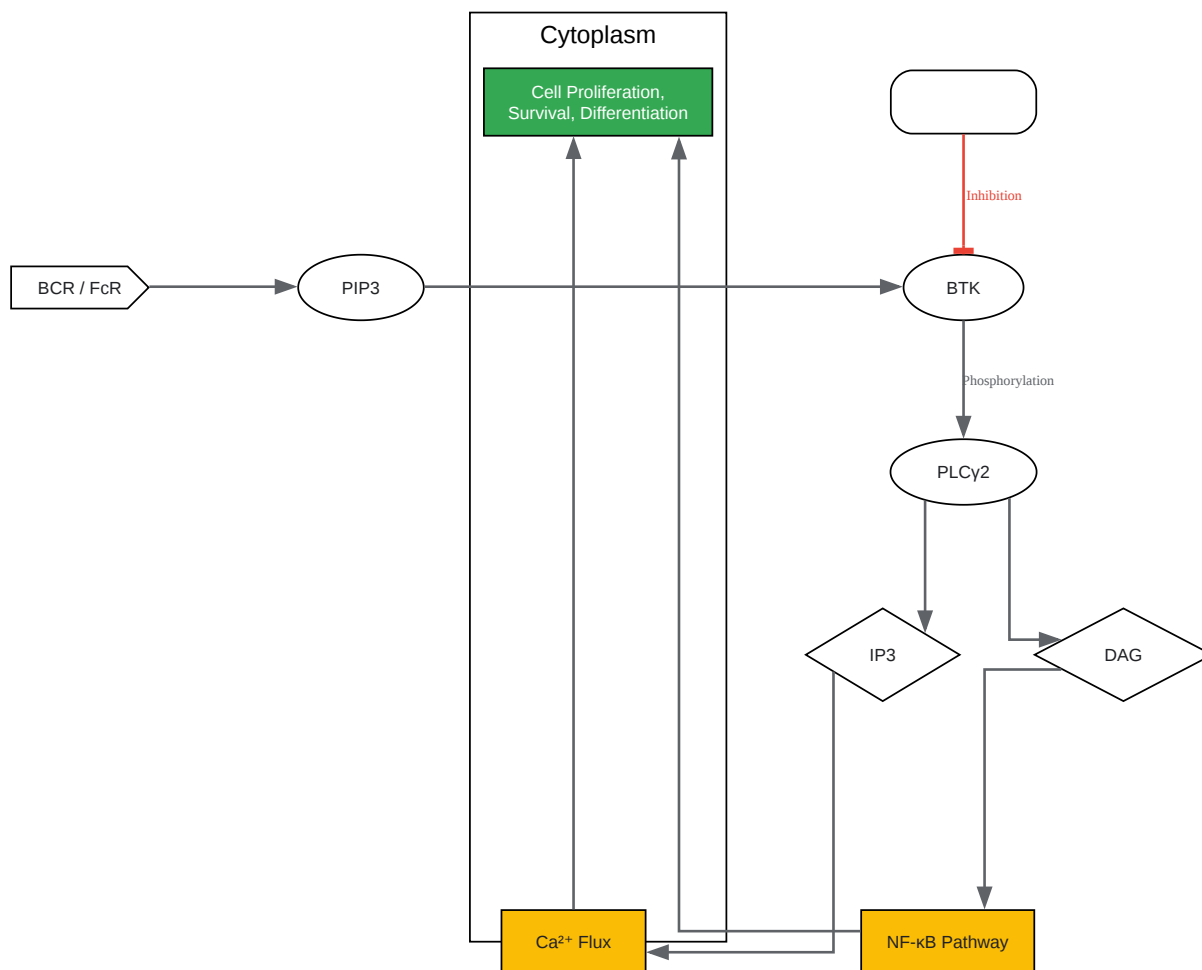 Cytoplasm
Cell Proliferation,
Survival, Differentiation
Inhibition
BCR / FcR
PIP3
BTK
Phosphorylation
PLCγ2
IP3
DAG
Ca²⁺ Flux
NF-κB Pathway